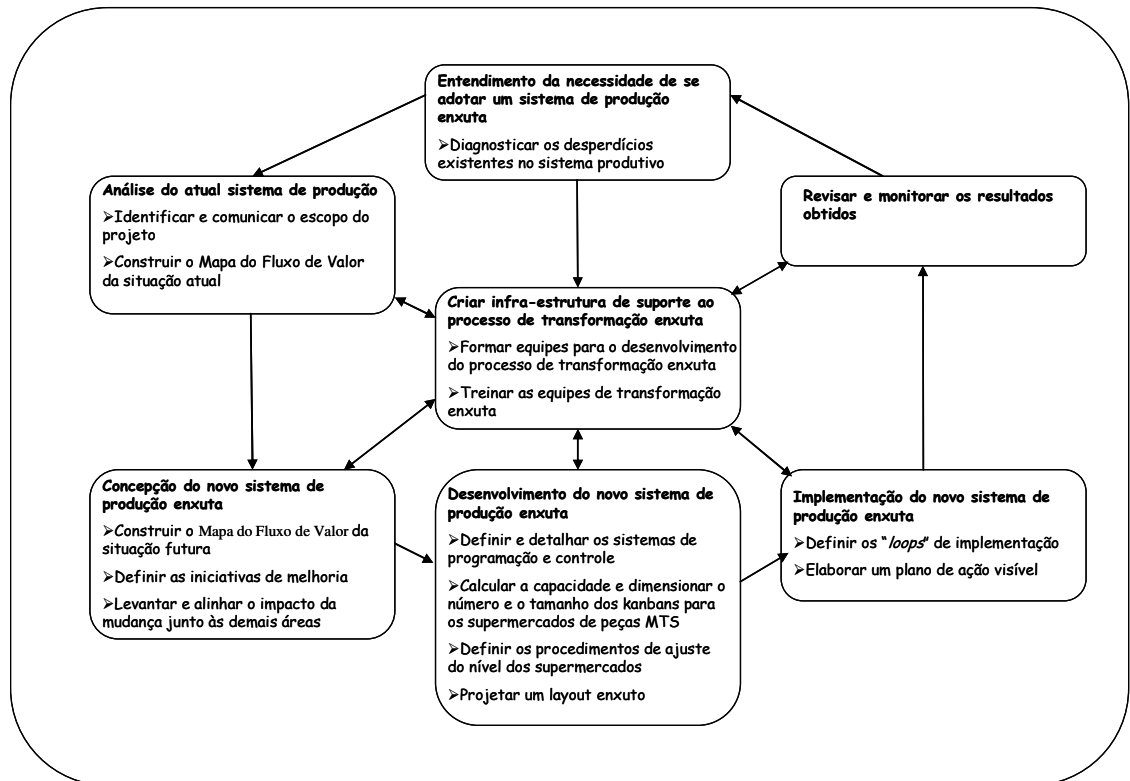 Entendimento da necessidade de se
adotar um sistema de produção
enxuta
➢Diagnosticar os desperdícios
existentes no sistema produtivo
Análise do atual sistema de produção
➢Identificar e comunicar o escopo do
projeto
➢Construir o Mapa do Fluxo de Valor
da situação atual
Revisar e monitorar os resultados
obtidos
Criar infra-estrutura de suporte ao
processo de transformação enxuta
➢Formar equipes para o desenvolvimento
do processo de transformação enxuta
➢Treinar as equipes de transformação
enxuta
Concepção do novo sistema de
produção enxuta
➢Construir o Mapa do Fluxo de Valor da
situação futura
➢Definir as iniciativas de melhoria
➢Levantar e alinhar o impacto da
mudança junto às demais áreas
Desenvolvimento do novo sistema de
produção enxuta
➢Definir e detalhar os sistemas de
programação e controle
➢Calcular a capacidade e dimensionar o
número e o tamanho dos kanbans para
os supermercados de peças MTS
➢Definir os procedimentos de ajuste
do nível dos supermercados
➢Projetar um layout enxuto
Implementação do novo sistema de
produção enxuta
➢Definir os "loops" de implementação
➢Elaborar um plano de ação visível